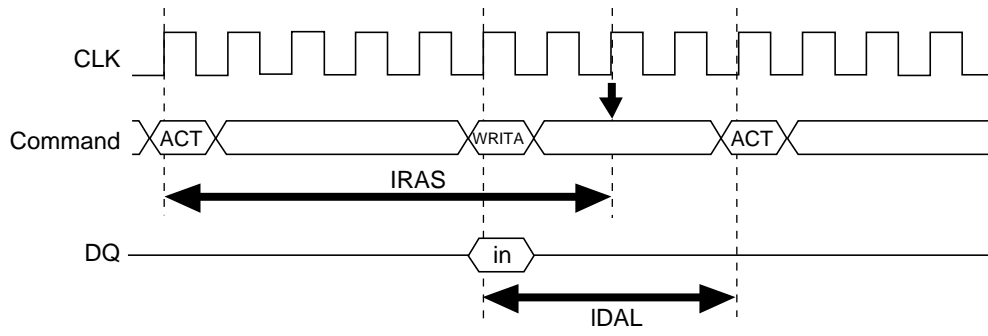 CLK
Command ACT WRITA ACT
IRAS
DQ in
IDAL